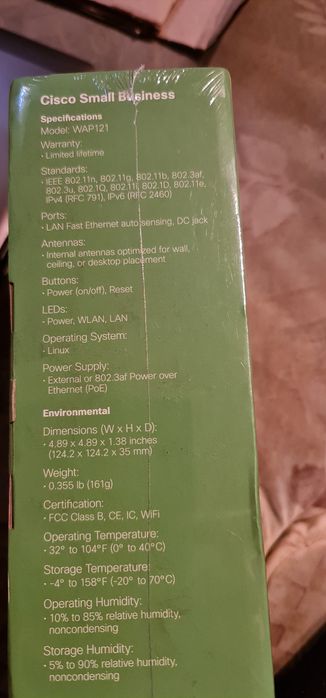 Cisco Small Business
Specifications
Model: WAP121
Warranty:
• Limited lifetime
Standards:
• IEEE 802.11n, 802.11g, 802.11b, 802.3af,
802.3u, 802.1Q, 802.11i, 802.1D, 802.11e,
IPv4 (RFC 791), IPv6 (RFC 2460)
Ports:
• LAN Fast Ethernet auto sensing, DC jack
Antennas:
• Internal antennas optimized for wall,
ceiling, or desktop placement
Buttons:
• Power (on/off), Reset
LEDs:
• Power, WLAN, LAN
Operating System:
• Linux
Power Supply:
• External or 802.3af Power over
Ethernet (PoE)
Environmental
Dimensions (W x H x D):
• 4.89 x 4.89 x 1.38 inches
(124.2 x 124.2 x 35 mm)
Weight:
• 0.355 lb (161g)
Certification:
• FCC Class B, CE, IC, WiFi
Operating Temperature:
• 32° to 104°F (0° to 40°C)
Storage Temperature:
• -4° to 158°F (-20° to 70°C)
Operating Humidity:
• 10% to 85% relative humidity,
noncondensing
Storage Humidity:
• 5% to 90% relative humidity,
noncondensing